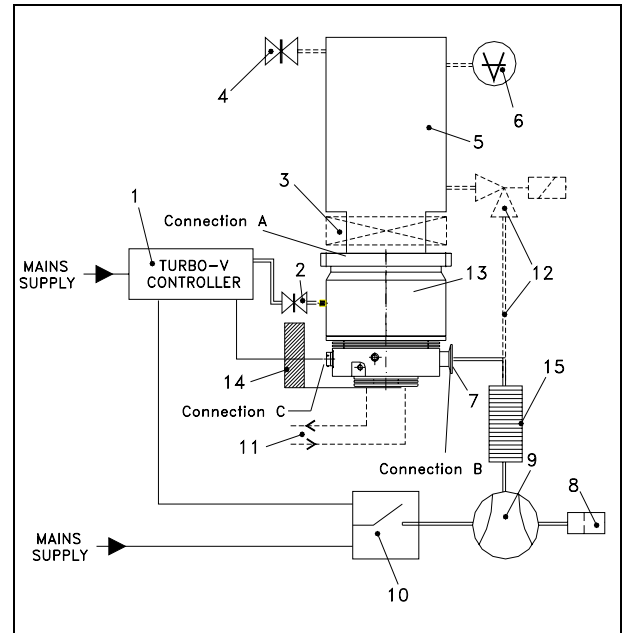 4
6
5
3
1
Connection A
12
MAINS
SUPPLY
TURBO-V
CONTROLLER
2
13
14
7
15
Connection C
11
Connection B
9
8
MAINS
SUPPLY
10